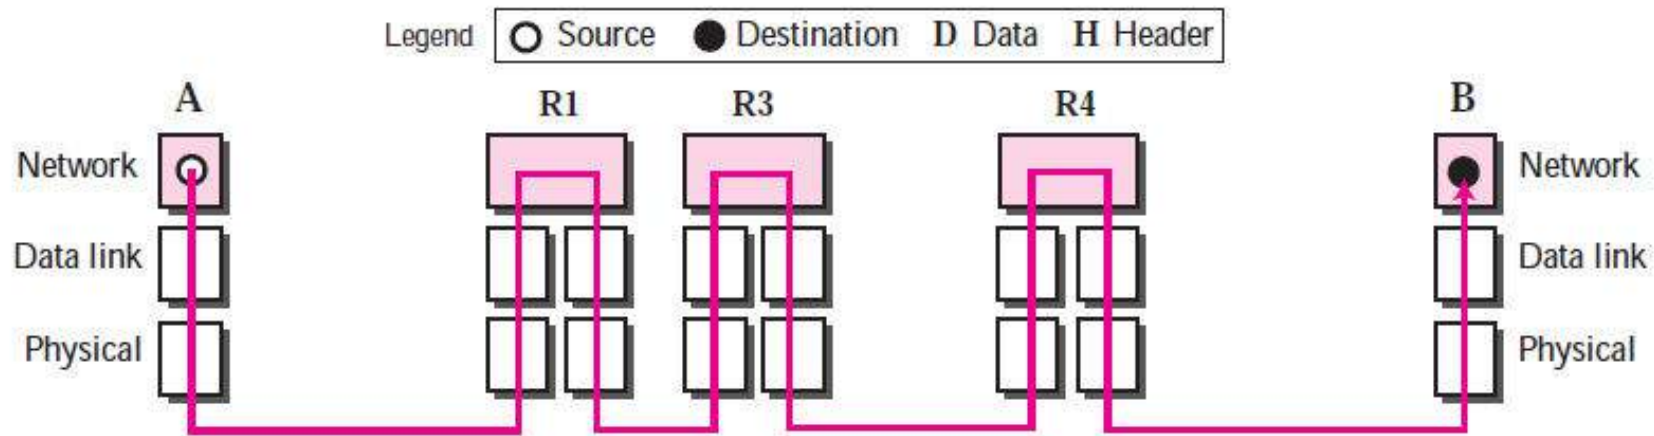 Legend Source Destination D Data H Header
A R1 R3 R4 B
Network Network
Data link Data link
Physical Physical